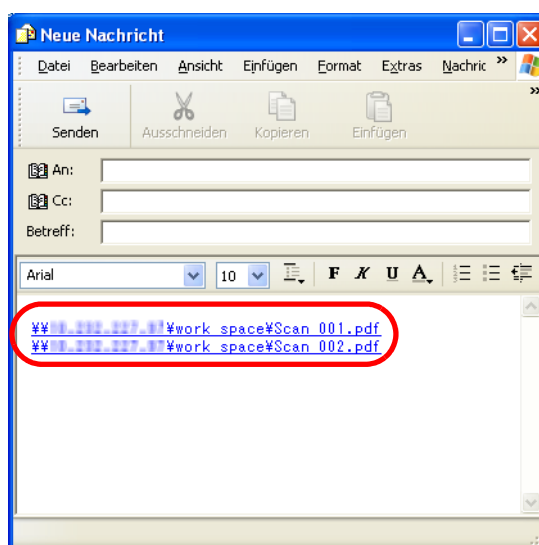 Neue Nachricht
Datei Bearbeiten Ansicht Einfügen Format Extras Nachric »
»
Senden Ausschneiden Kopieren Einfügen
An:
Cc:
Betreff:
Arial 10 F K U A
¥¥ ¥work space¥Scan 001.pdf
¥¥ ¥work space¥Scan 002.pdf